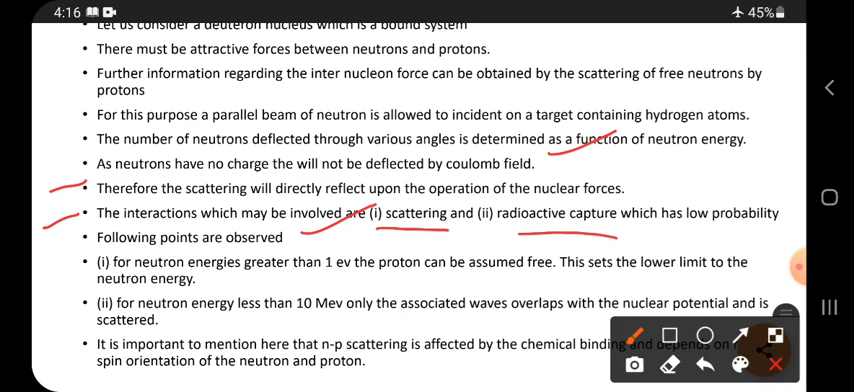 4:16
45%
• Let us consider a deuteron nucleus which is a bound system
• There must be attractive forces between neutrons and protons.
• Further information regarding the inter nucleon force can be obtained by the scattering of free neutrons by
protons
• For this purpose a parallel beam of neutron is allowed to incident on a target containing hydrogen atoms.
• The number of neutrons deflected through various angles is determined as a function of neutron energy.
• As neutrons have no charge the will not be deflected by coulomb field.
• Therefore the scattering will directly reflect upon the operation of the nuclear forces.
• The interactions which may be involved are (i) scattering and (ii) radioactive capture which has low probability
• Following points are observed
• (i) for neutron energies greater than 1 ev the proton can be assumed free. This sets the lower limit to the
neutron energy.
• (ii) for neutron energy less than 10 Mev only the associated waves overlaps with the nuclear potential and is
scattered.
• It is important to mention here that n-p scattering is affected by the chemical binding and depends on
spin orientation of the neutron and proton.